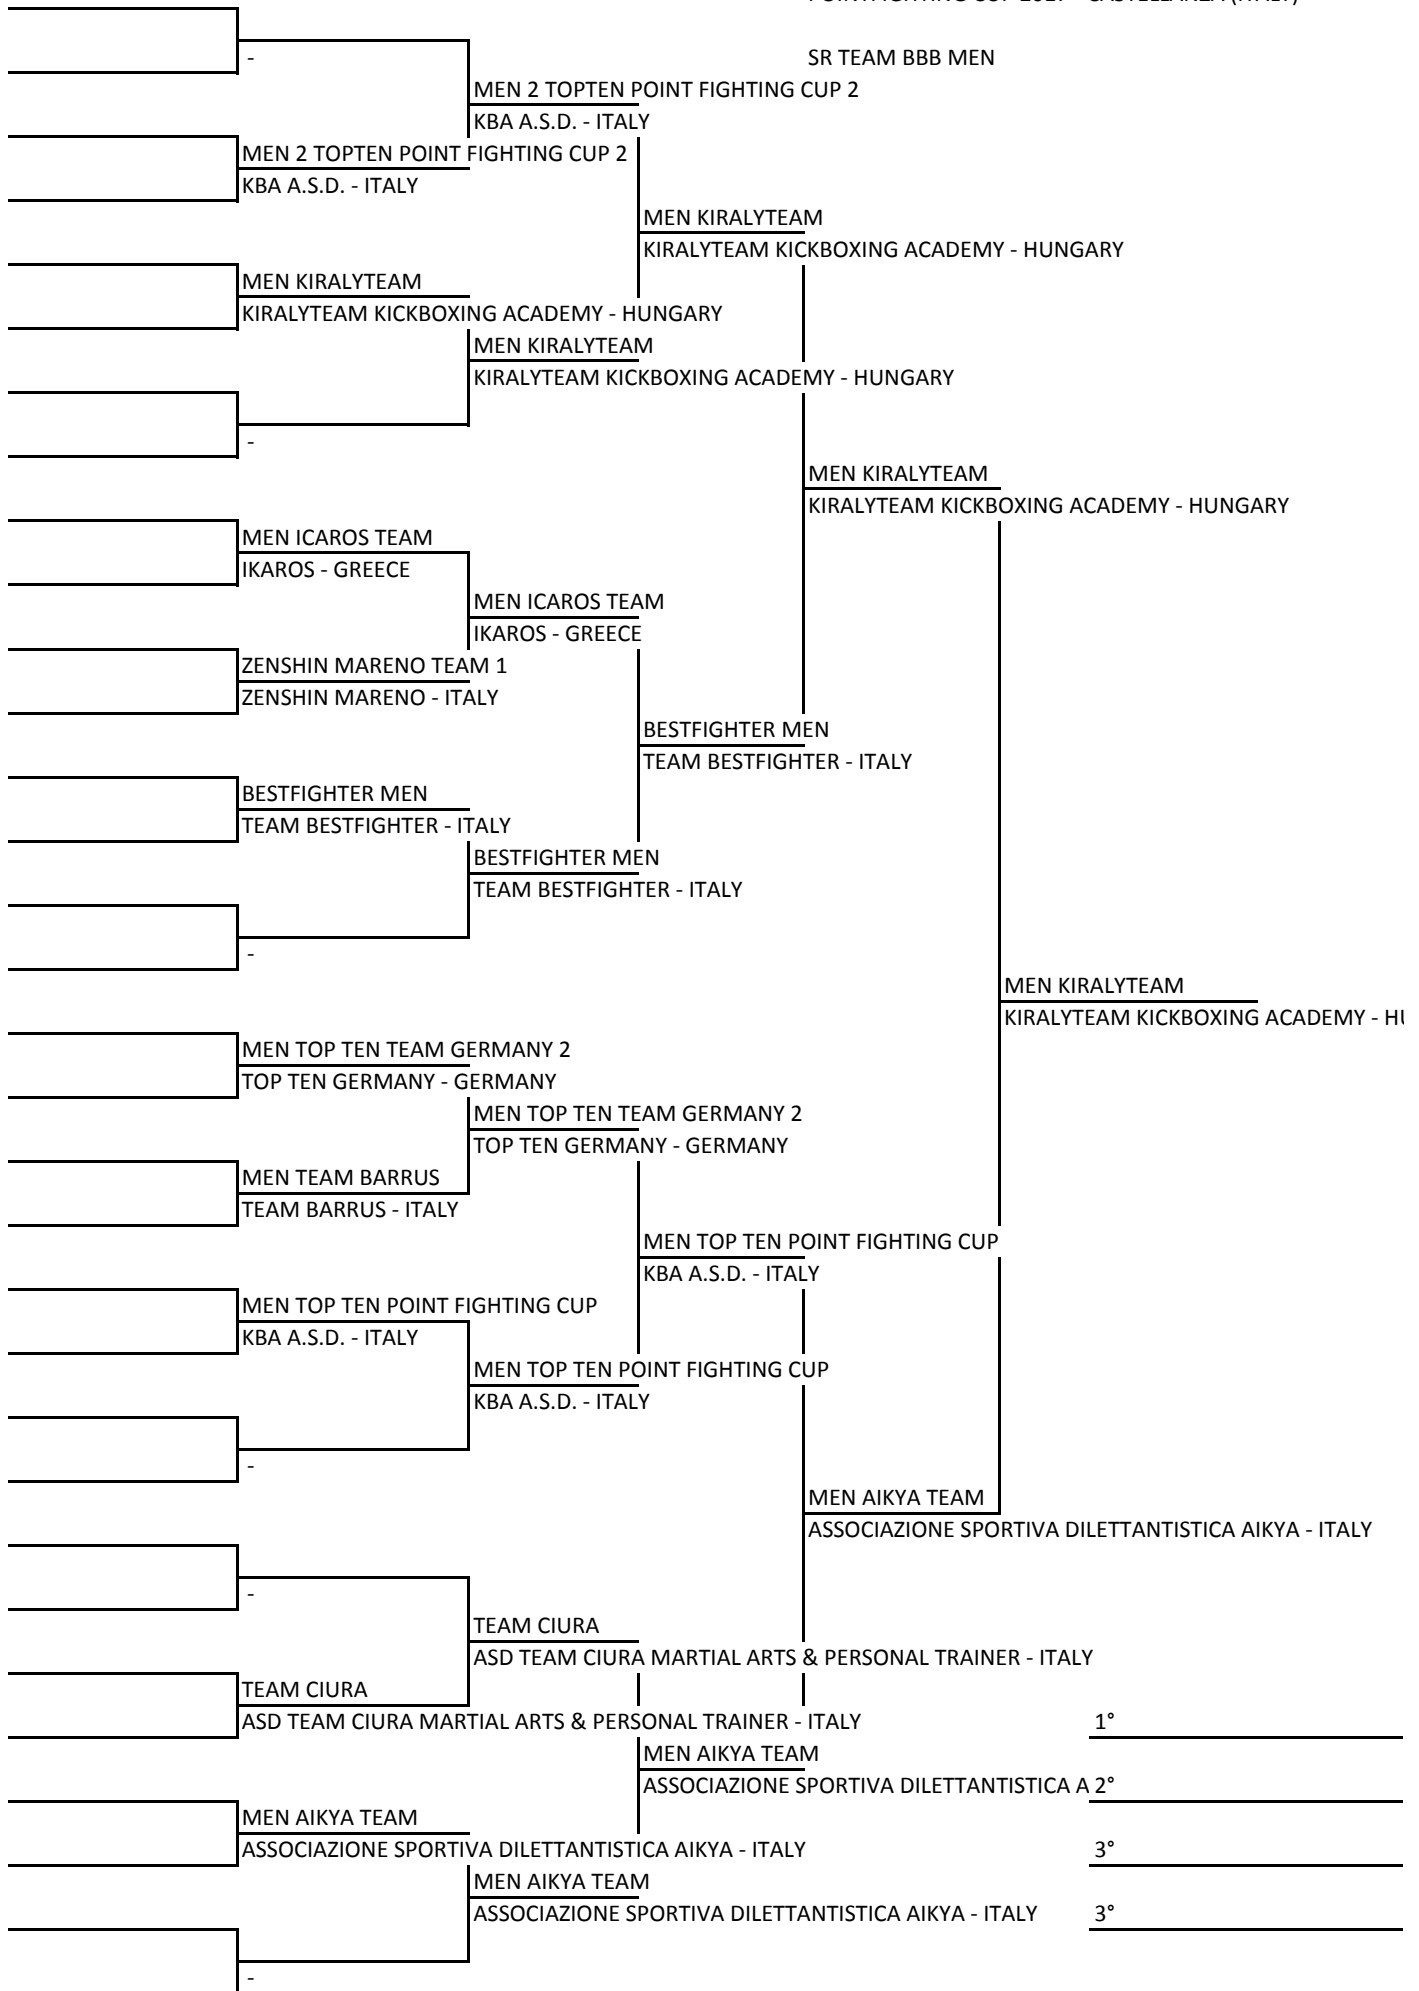 SR TEAM BBB MEN
-
MEN 2 TOPTEN POINT FIGHTING CUP 2
KBA A.S.D. - ITALY
MEN 2 TOPTEN POINT FIGHTING CUP 2
KBA A.S.D. - ITALY
MEN KIRALYTEAM
KIRALYTEAM KICKBOXING ACADEMY - HUNGARY
MEN KIRALYTEAM
KIRALYTEAM KICKBOXING ACADEMY - HUNGARY
MEN KIRALYTEAM
KIRALYTEAM KICKBOXING ACADEMY - HUNGARY
-
MEN KIRALYTEAM
KIRALYTEAM KICKBOXING ACADEMY - HUNGARY
MEN ICAROS TEAM
IKAROS - GREECE
MEN ICAROS TEAM
IKAROS - GREECE
ZENSHIN MARENO TEAM 1
ZENSHIN MARENO - ITALY
BESTFIGHTER MEN
TEAM BESTFIGHTER - ITALY
BESTFIGHTER MEN
TEAM BESTFIGHTER - ITALY
BESTFIGHTER MEN
TEAM BESTFIGHTER - ITALY
-
MEN KIRALYTEAM
KIRALYTEAM KICKBOXING ACADEMY -
MEN TOP TEN TEAM GERMANY 2
TOP TEN GERMANY - GERMANY
MEN TOP TEN TEAM GERMANY 2
TOP TEN GERMANY - GERMANY
MEN TEAM BARRUS
TEAM BARRUS - ITALY
MEN TOP TEN POINT FIGHTING CUP
KBA A.S.D. - ITALY
MEN TOP TEN POINT FIGHTING CUP
KBA A.S.D. - ITALY
MEN TOP TEN POINT FIGHTING CUP
KBA A.S.D. - ITALY
-
MEN AIKYA TEAM
ASSOCIAZIONE SPORTIVA DILETTANTISTICA AIKYA - ITALY
-
TEAM CIURA
ASD TEAM CIURA MARTIAL ARTS & PERSONAL TRAINER - ITALY
TEAM CIURA
ASD TEAM CIURA MARTIAL ARTS & PERSONAL TRAINER - ITALY
1°
MEN AIKYA TEAM
ASSOCIAZIONE SPORTIVA DILETTANTISTICA A
2°
MEN AIKYA TEAM
ASSOCIAZIONE SPORTIVA DILETTANTISTICA AIKYA - ITALY
3°
MEN AIKYA TEAM
ASSOCIAZIONE SPORTIVA DILETTANTISTICA AIKYA - ITALY
3°
-